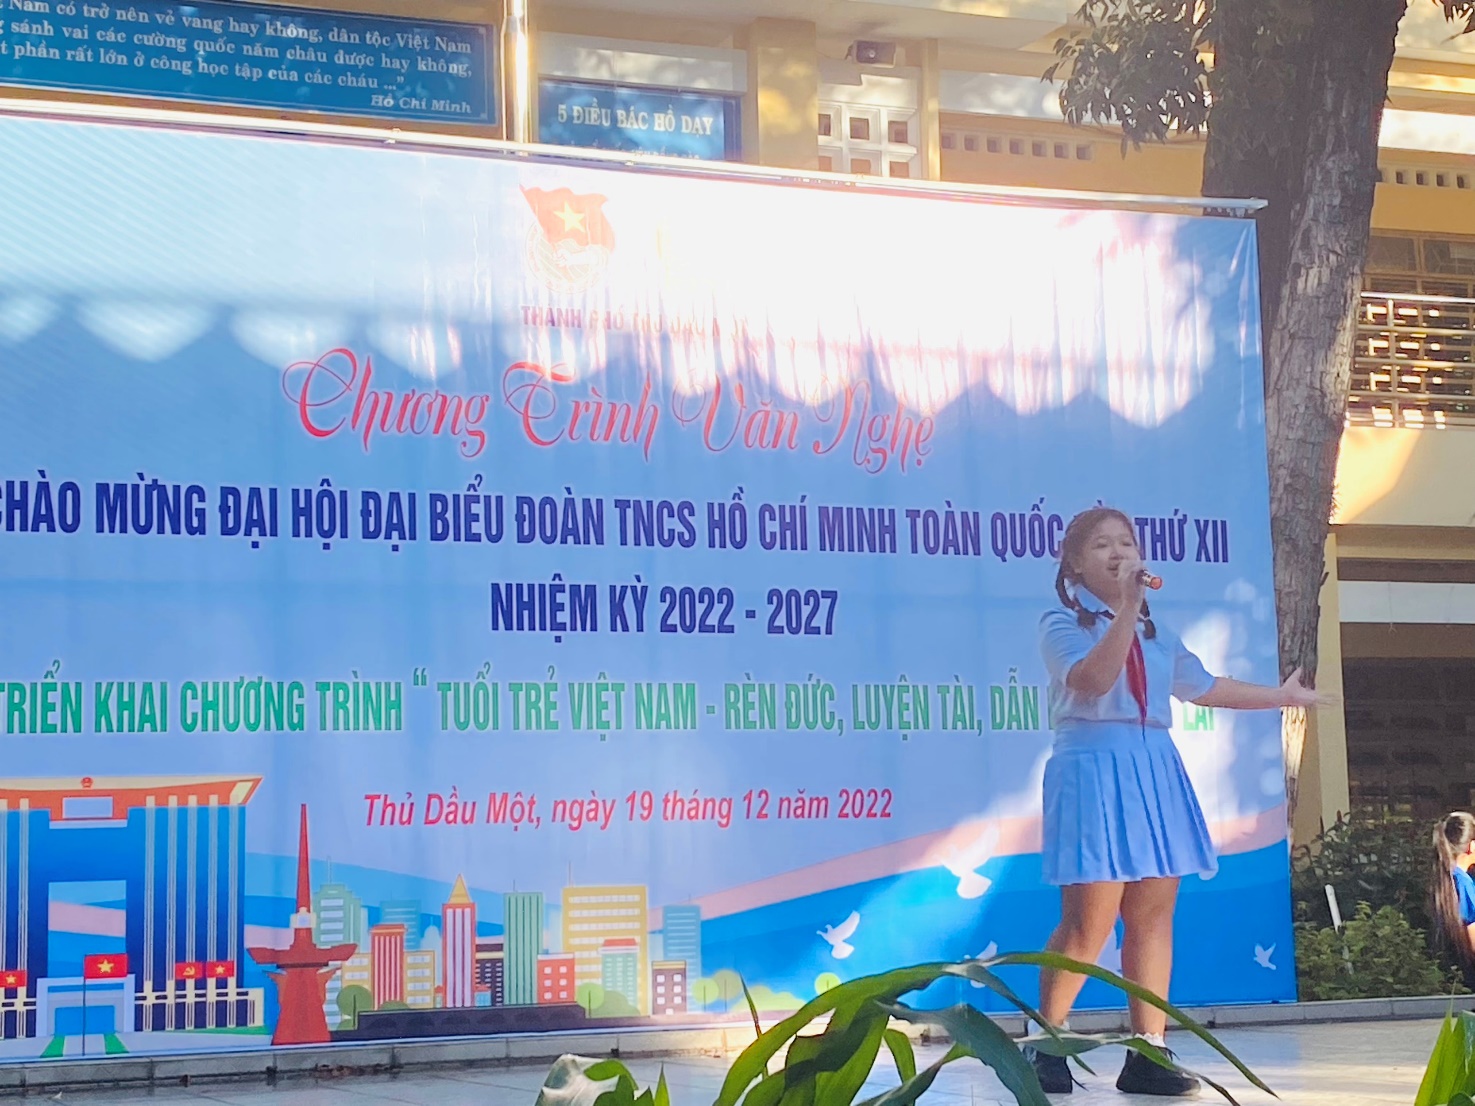 Nam có trở nên vẻ vang hay không, dân tộc Việt Nam
sánh vai các cường quốc năm châu được hay không,
phần rất lớn ở công học tập của các cháu ..."
Hồ Chí Minh
5 ĐIỀU BÁC HỒ DẠY
THÀNH PHỐ THỦ DẦU
Chương Trình Văn Nghệ
CHÀO MỪNG ĐẠI HỘI ĐẠI BIỂU ĐOÀN TNCS HỒ CHÍ MINH TOÀN QUỐC THỨ XII
NHIỆM KỲ 2022 - 2027
TRIỂN KHAI CHƯƠNG TRÌNH “ TUỔI TRẺ VIỆT NAM - RÈN ĐỨC, LUYỆN TÀI, DẪN LAI
Thủ Dầu Một, ngày 19 tháng 12 năm 2022